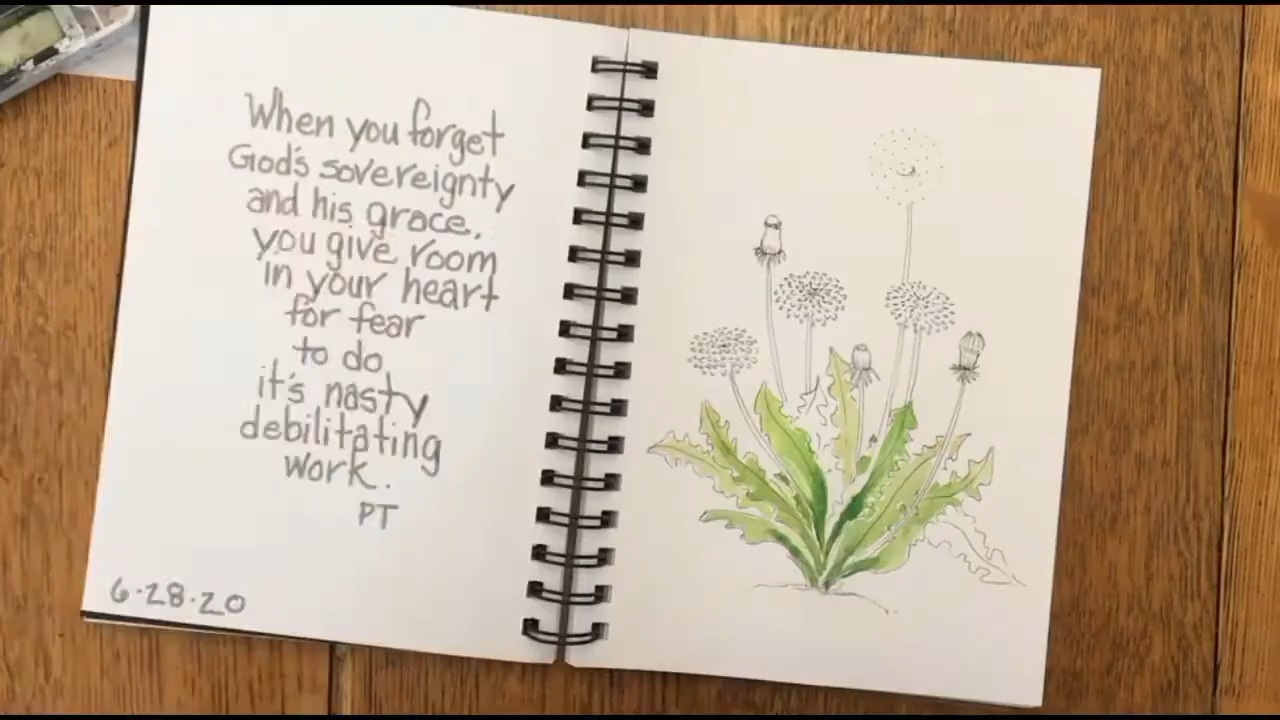 When you forget
God's sovereignty
and his grace,
you give room
in your heart
for fear
to do
it's nasty
debilitating
work.
PT
6.28.20